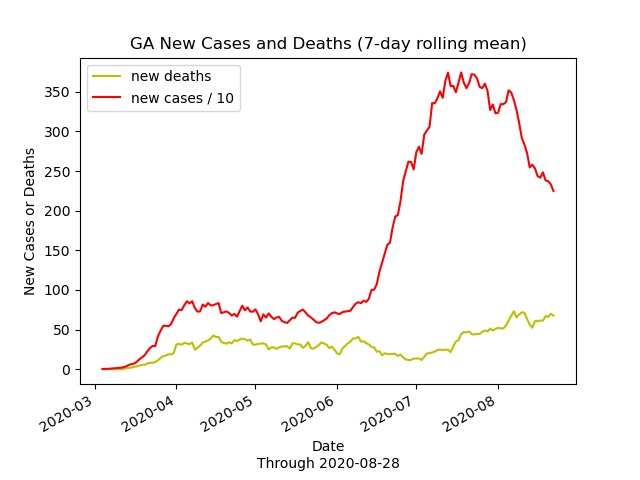 GA New Cases and Deaths (7-day rolling mean)
new deaths
new cases / 10
New Cases or Deaths
350
300
250
200
150
100
50
0
2020-03
2020-04
2020-05
2020-06
2020-07
2020-08
Date
Through 2020-08-28